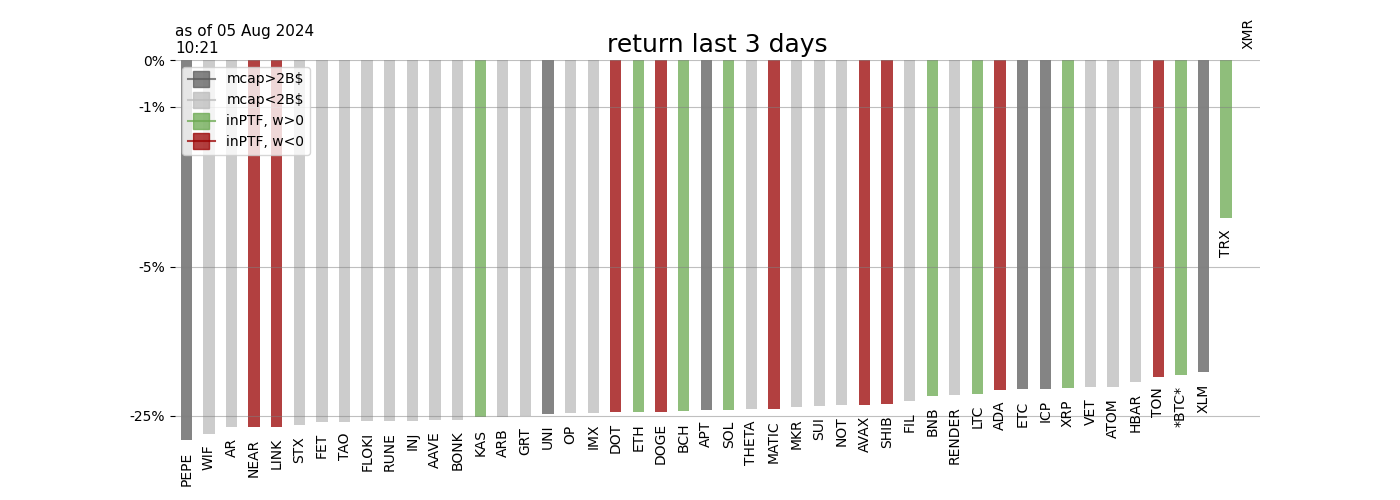 as of 05 Aug 2024
10:21
return last 3 days
XMR
0%
-1%
-5%
-25%
mcap>2B$
mcap<2B$
inPTF, w>0
inPTF, w<0
PEPE
WIF
AR
NEAR
LINK
STX
FET
TAO
FLOKI
RUNE
INJ
AAVE
BONK
KAS
ARB
GRT
UNI
OP
IMX
DOT
ETH
DOGE
BCH
APT
SOL
THETA
MATIC
MKR
SUI
NOT
AVAX
SHIB
FIL
BNB
RENDER
LTC
ADA
ETC
ICP
XRP
VET
ATOM
HBAR
TON
*BTC*
XLM
TRX